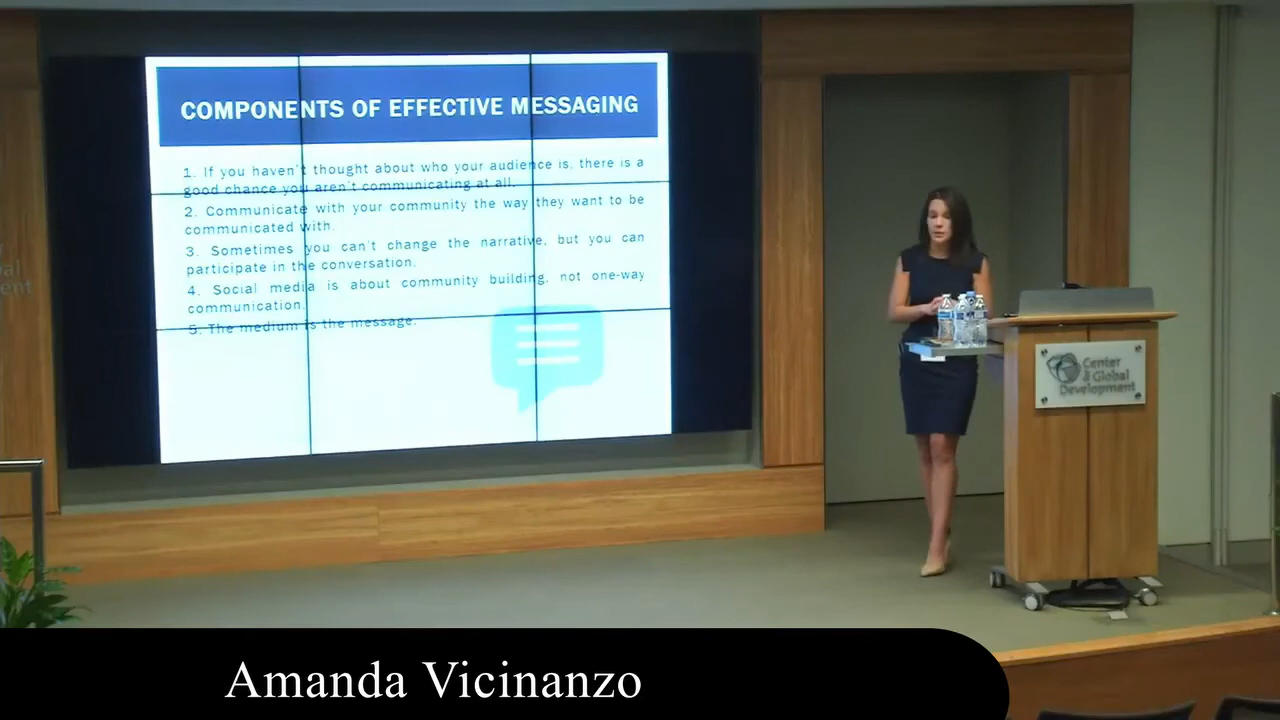 COMPONENTS OF EFFECTIVE MESSAGING
1. If you haven't thought about who your audience is, there is a
good chance you aren't communicating at all.
2. Communicate with your community the way they want to be
communicated with.
3. Sometimes you can't change the narrative, but you can
participate in the conversation.
4. Social media is about community building, not one-way
communication.
5. The medium is the message.
Center
Global
Development
Amanda Vicinanzo